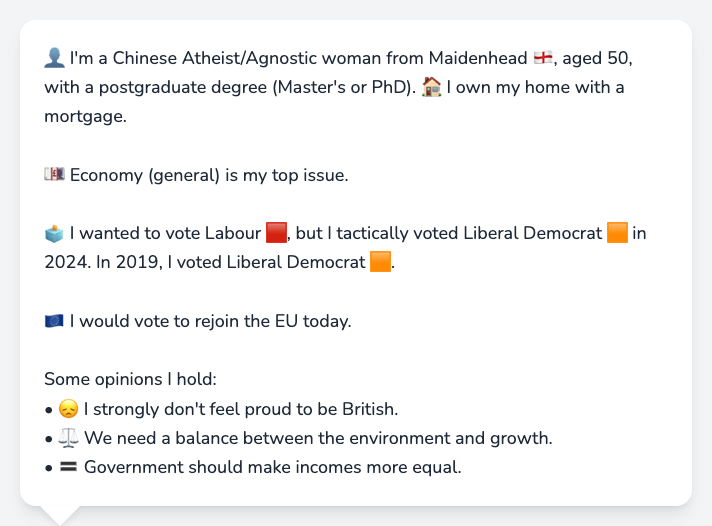 👤 I'm a Chinese Atheist/Agnostic woman from Maidenhead 🏴󠁧󠁢󠁥󠁮󠁧󠁿, aged 50,
with a postgraduate degree (Master's or PhD). 🏠 I own my home with a
mortgage.
💷 Economy (general) is my top issue.
🗳️ I wanted to vote Labour 🟥, but I tactically voted Liberal Democrat 🟧 in
2024. In 2019, I voted Liberal Democrat 🟧.
🇪🇺 I would vote to rejoin the EU today.
Some opinions I hold:
• 😞 I strongly don't feel proud to be British.
• ⚖️ We need a balance between the environment and growth.
• 🟰 Government should make incomes more equal.